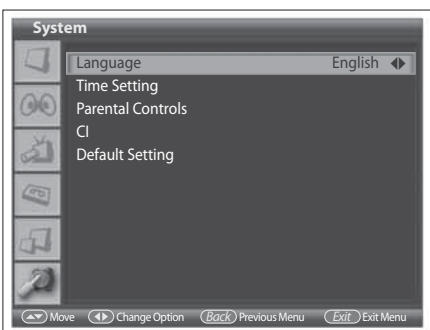 System
Language English
Time Setting
Parental Controls
CI
Default Setting
Move Change Option Back Previous Menu Exit Exit Menu